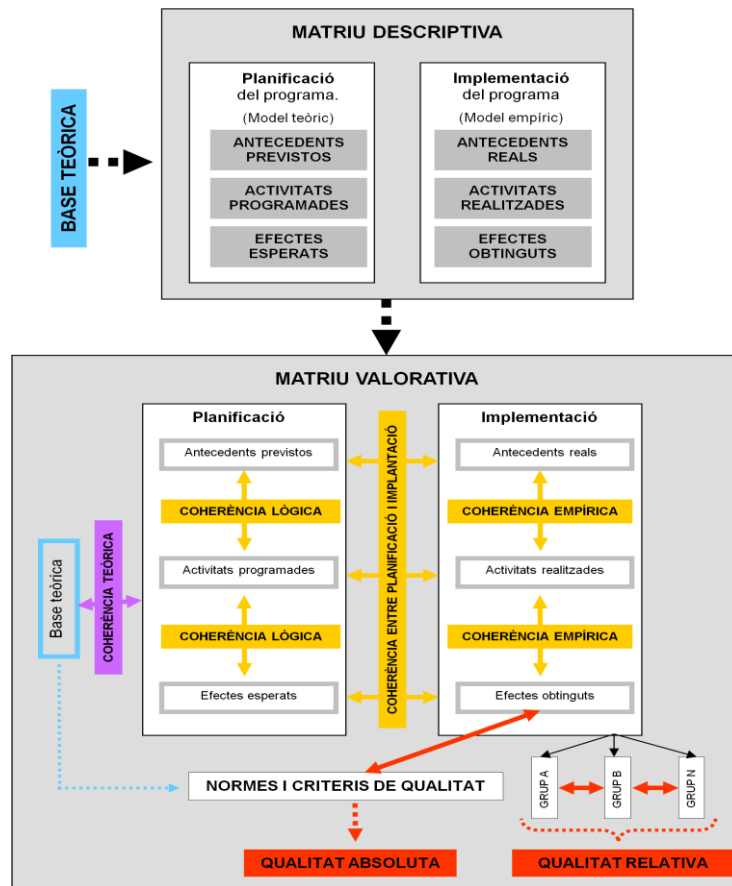 MATRIU DESCRIPTIVA
BASE TEÒRICA
Planificació
del programa.
(Model teòric)
ANTECEDENTS
PREVISTOS
ACTIVITATS
PROGRAMADES
EFECTES
ESPERATS
Implementació
del programa
(Model empíric)
ANTECEDENTS
REALS
ACTIVITATS
REALITZADES
EFECTES
OBTINGUTS
MATRIU VALORATIVA
Base teòrica
COHERÈNCIA TEÒRICA
Planificació
Antecedents previstos
COHERÈNCIA LÒGICA
Activitats programades
COHERÈNCIA LÒGICA
Efectes esperats
COHERÈNCIA ENTRE PLANIFICACIÓ I IMPLANTACIÓ
Implementació
Antecedents reals
COHERÈNCIA EMPÍRICA
Activitats realitzades
COHERÈNCIA EMPÍRICA
Efectes obtinguts
NORMES I CRITERIS DE QUALITAT
GRUP A
GRUP B
GRUP N
QUALITAT ABSOLUTA
QUALITAT RELATIVA